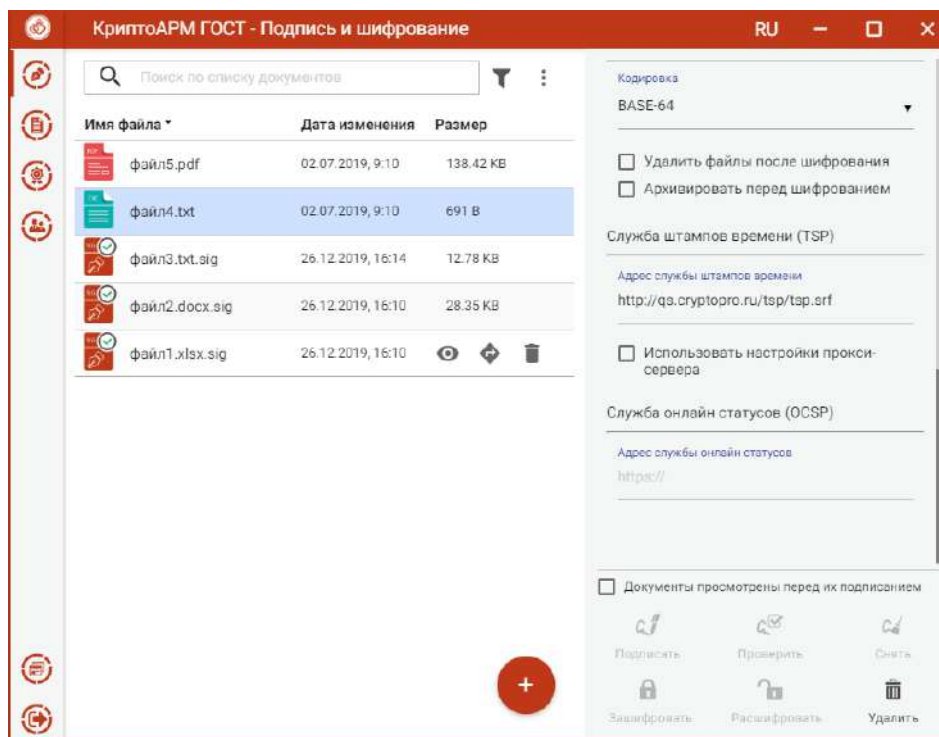 КриптоАРМ ГОСТ - Подпись и шифрование
RU
Поиск по списку документов
Имя файла
Дата изменения
Размер
файл5.pdf
02.07.2019, 9:10
138.42 KB
файл4.txt
02.07.2019, 9:10
691 B
файл3.txt.sig
26.12.2019, 16:14
12.78 KB
файл2.docx.sig
26.12.2019, 16:10
28.35 KB
файл1.xlsx.sig
26.12.2019, 16:10
Кодировка
BASE-64
Удалить файлы после шифрования
Архивировать перед шифрованием
Служба штампов времени (TSP)
Адрес службы штампов времени
http://qs.cryptopro.ru/tsp/tsp.srf
Использовать настройки прокси-
сервера
Служба онлайн статусов (OCSP)
Адрес службы онлайн статусов
https://
Документы просмотрены перед их подписанием
Подписать
Проверить
Снять
Зашифровать
Расшифровать
Удалить